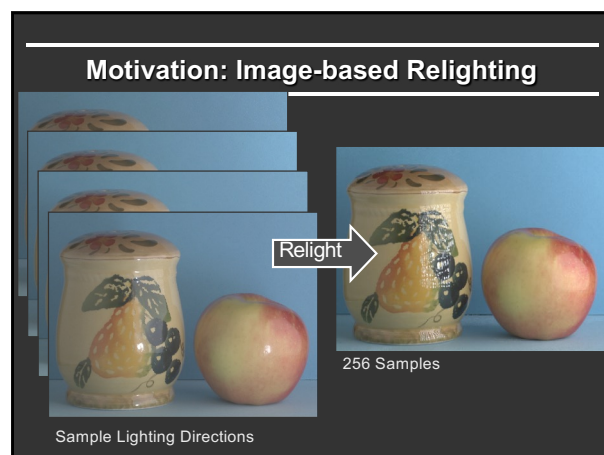 Motivation: Image-based Relighting
Relight
256 Samples
Sample Lighting Directions